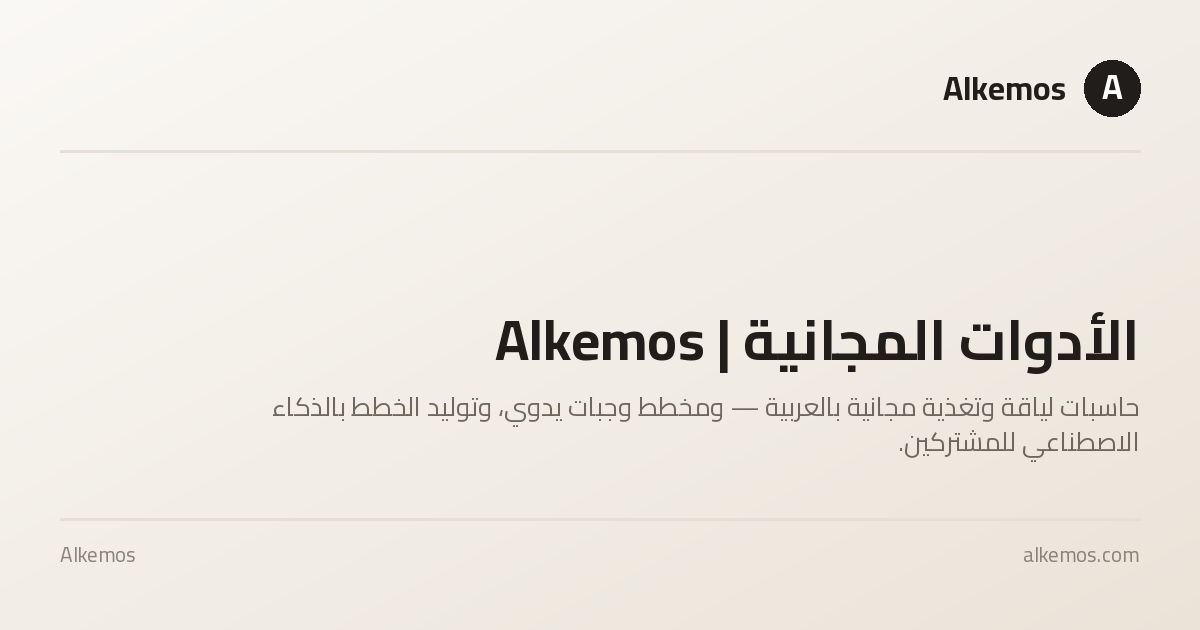 A Alkemos
الأدوات المجانية | Alkemos
حاسبات لياقة وتغذية مجانية بالعربية — ومخطط وجبات يدوي، وتوليد الخطط بالذكاء
الاصطناعي للمشتركين.
alkemos.com
Alkemos